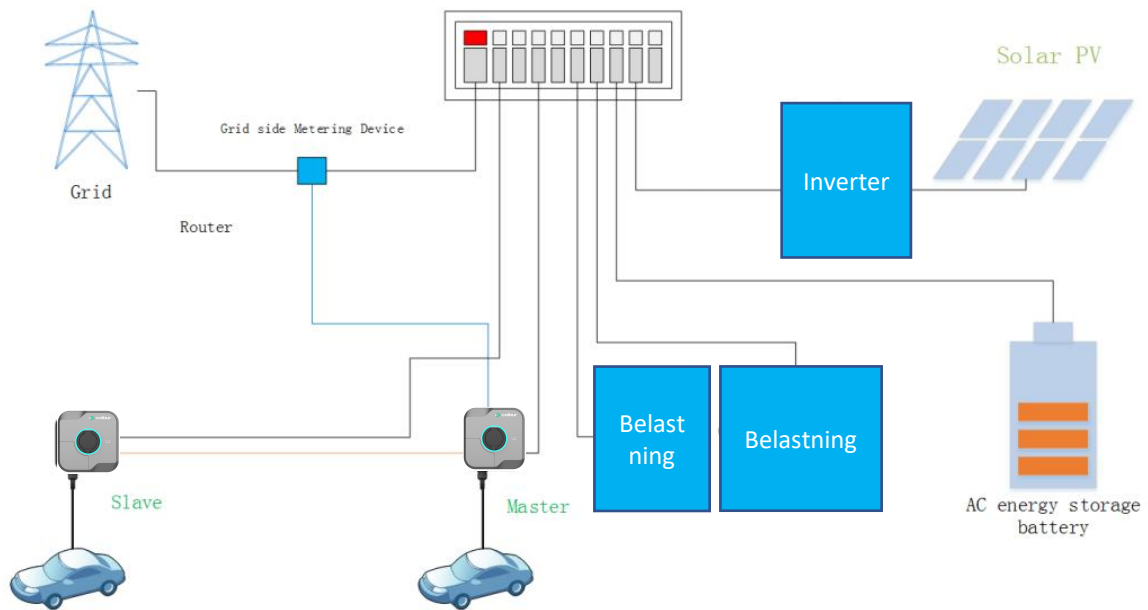 Solar PV
Grid side Metering Device
Grid
Inverter
Router
Belast
ning
Belastning
Slave
Master
AC energy storage
battery